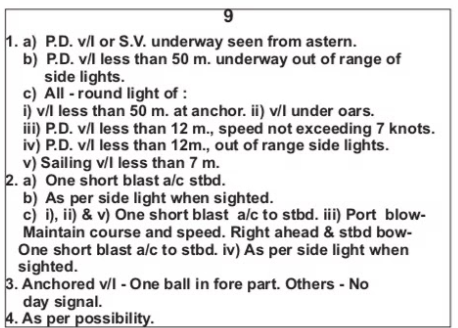 9
1. a) P.D. v/l or S.V. underway seen from astern.
b) P.D. v/l less than 50 m. underway out of range of
side lights.
c) All - round light of :
i) v/l less than 50 m. at anchor. ii) v/l under oars.
iii) P.D. v/l less than 12 m., speed not exceeding 7 knots.
iv) P.D. v/l less than 12m., out of range side lights.
v) Sailing v/l less than 7 m.
2. a) One short blast a/c stbd.
b) As per side light when sighted.
c) i), ii) & v) One short blast a/c to stbd. iii) Port blow-
Maintain course and speed. Right ahead & stbd bow-
One short blast a/c to stbd. iv) As per side light when
sighted.
3. Anchored v/l - One ball in fore part. Others - No
day signal.
4. As per possibility.